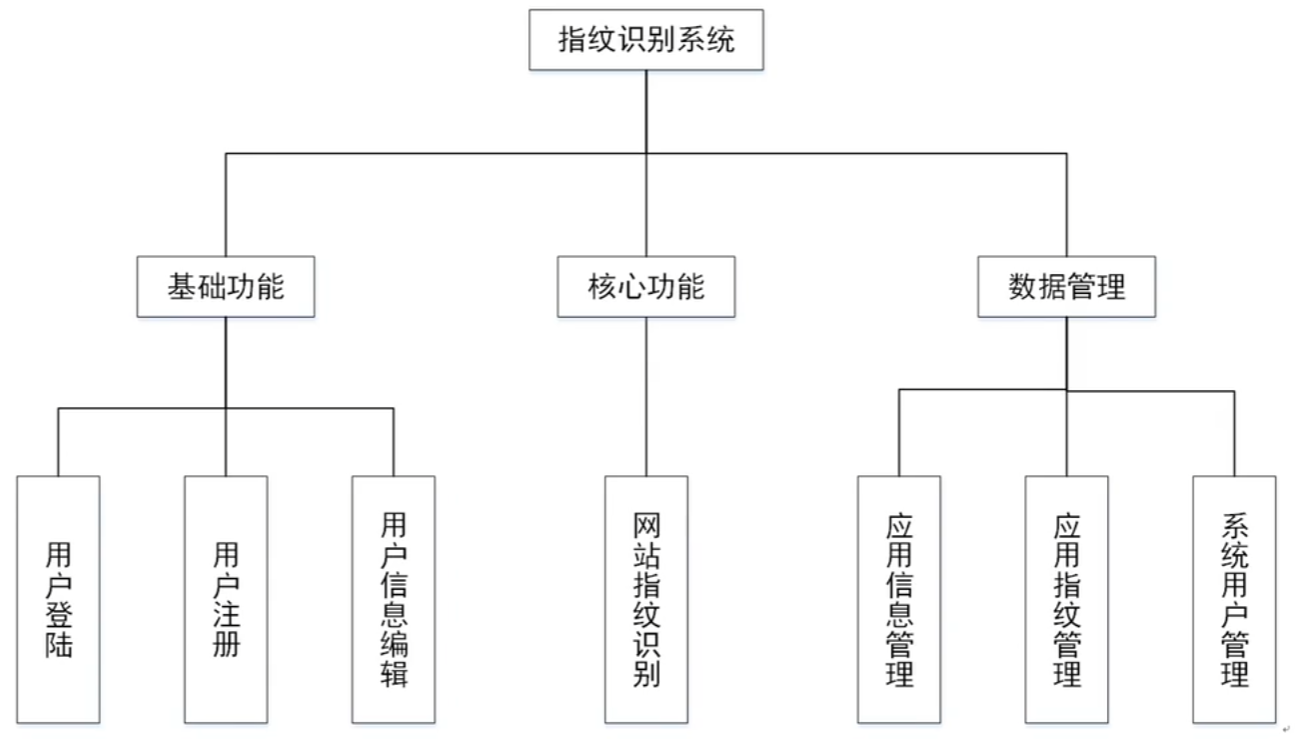 指纹识别系统
基础功能
核心功能
数据管理
用户登陆
用户注册
用户信息编辑
网站指纹识别
应用信息管理
应用指纹管理
系统用户管理